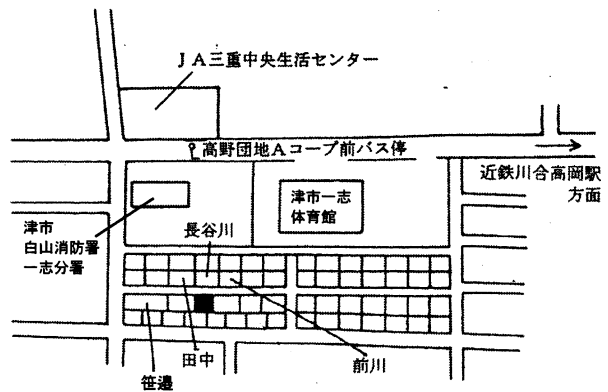 JA三重中央生活センター
高野団地Aコープ前バス停
近鉄川合高岡駅
方面
津市一志
体育館
津市
白山消防署
一志分署
長谷川
田中
前川
笹邉